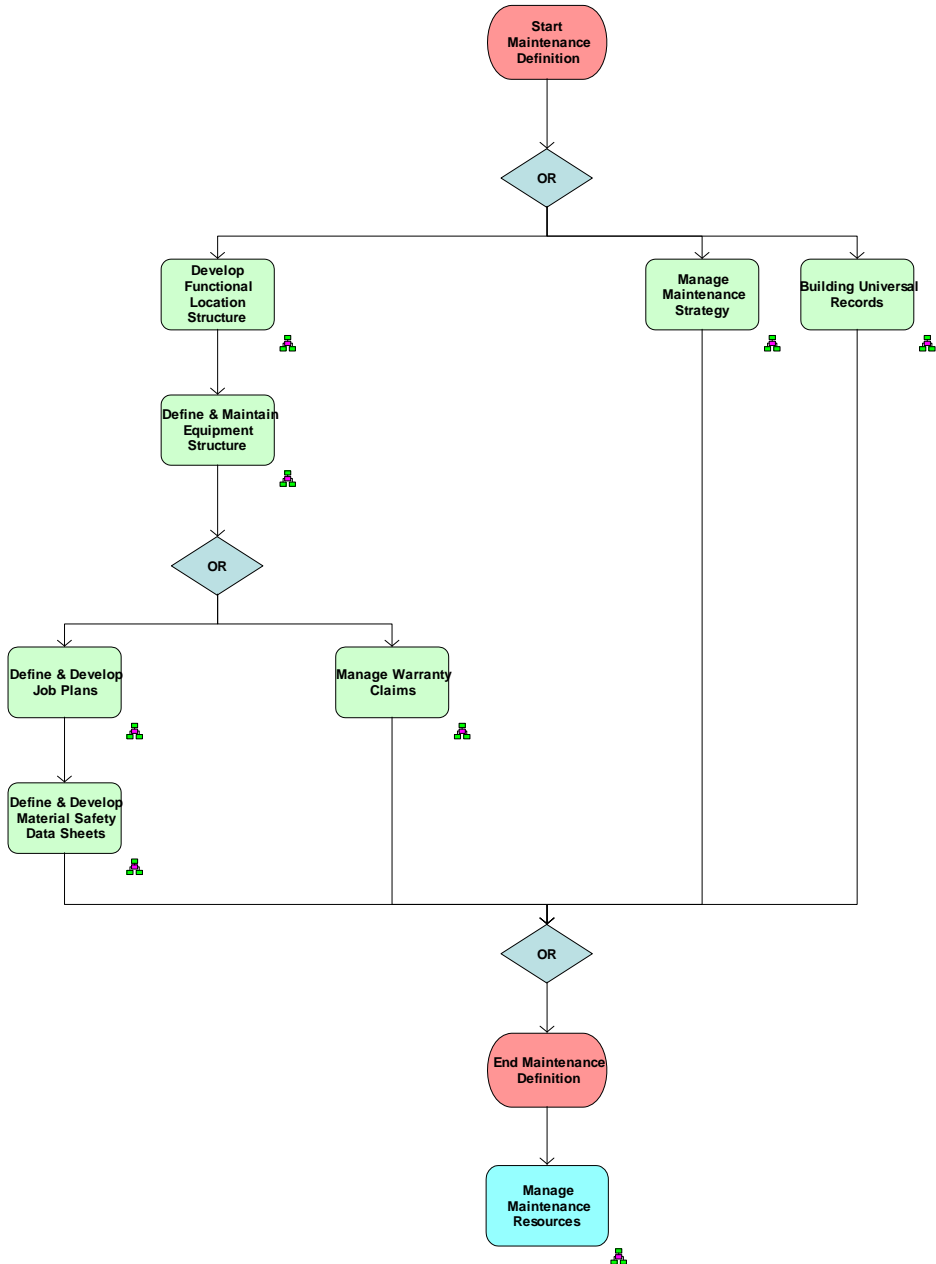 Start
Maintenance
Definition
OR
Develop
Functional
Location
Structure
Manage
Maintenance
Strategy
Building Universal
Records
Define & Maintain
Equipment
Structure
OR
Define & Develop
Job Plans
Manage Warranty
Claims
Define & Develop
Material Safety
Data Sheets
OR
End Maintenance
Definition
Manage
Maintenance
Resources